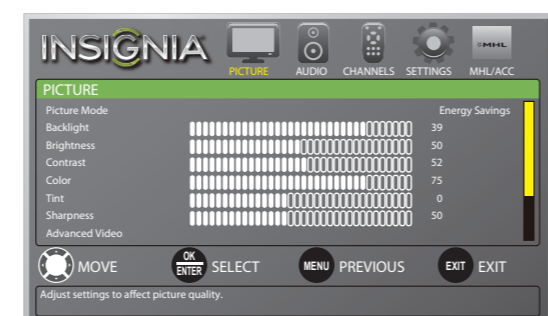 INSIGNIA
PICTURE AUDIO CHANNELS SETTINGS MHL/ACC
MHL
PICTURE
Picture Mode Energy Savings
Backlight 39
Brightness 50
Contrast 52
Color 75
Tint 0
Sharpness 50
Advanced Video
MOVE OK ENTER SELECT MENU PREVIOUS EXIT EXIT
Adjust settings to affect picture quality.